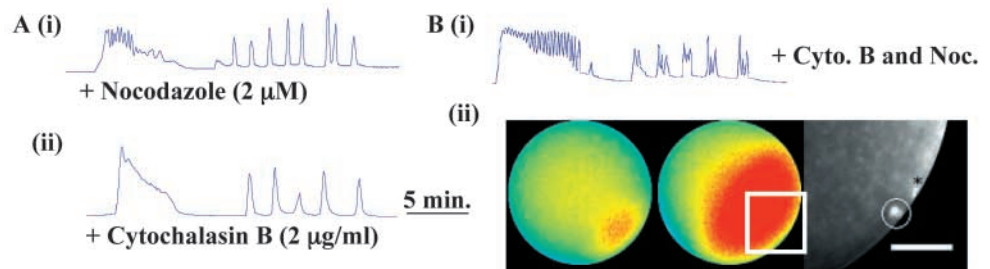 A (i)
+ Nocodazole (2 μM)
(ii)
+ Cytochalasin B (2 μg/ml)
5 min.
B (i)
+ Cyto. B and Noc.
(ii)
*